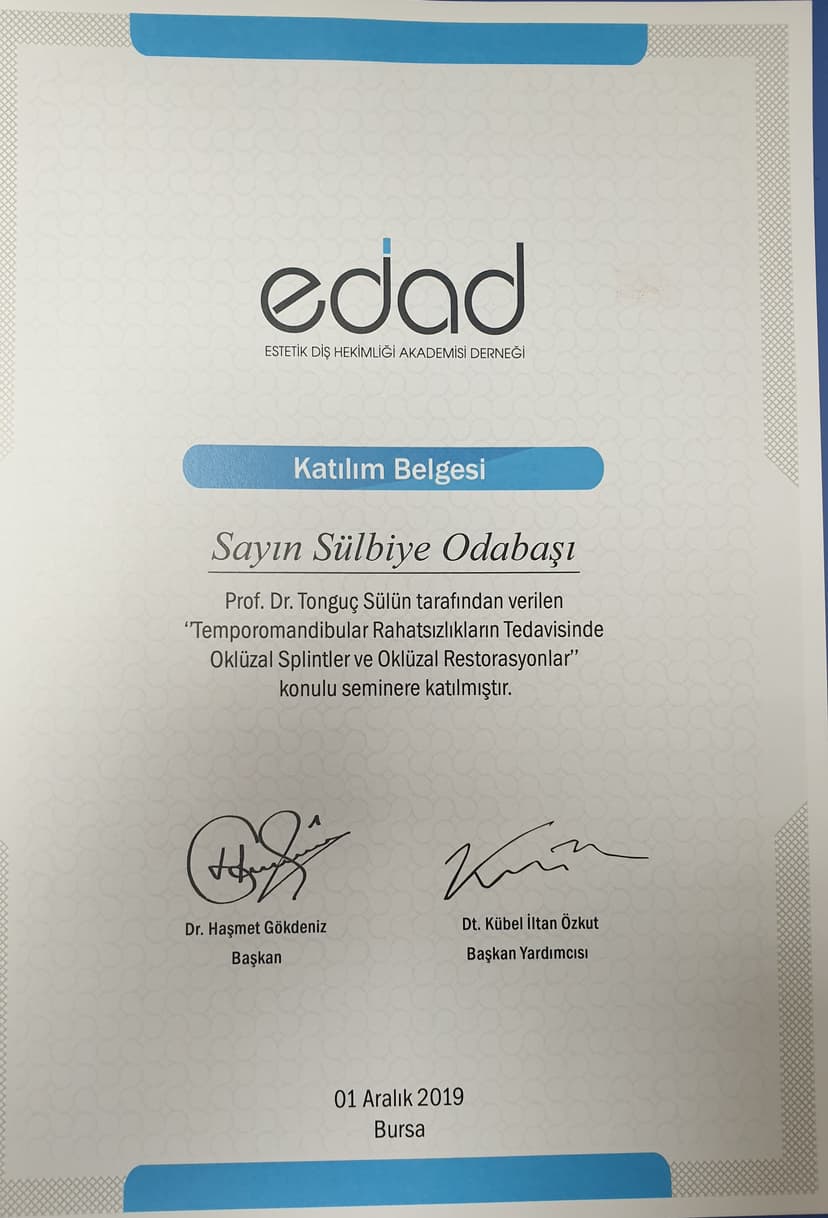 edad
ESTETİK DİŞ HEKİMLİĞİ AKADEMİSİ DERNEĞİ
Katılım Belgesi
Sayın Sülbiye Odabaşı
Prof. Dr. Tonguç Sülün tarafından verilen
‘’Temporomandibular Rahatsızlıkların Tedavisinde
Oklüzal Splintler ve Oklüzal Restorasyonlar’’
konulu seminere katılmıştır.
Dr. Haşmet Gökdeniz
Başkan
Dt. Kübel İltan Özkut
Başkan Yardımcısı
01 Aralık 2019
Bursa